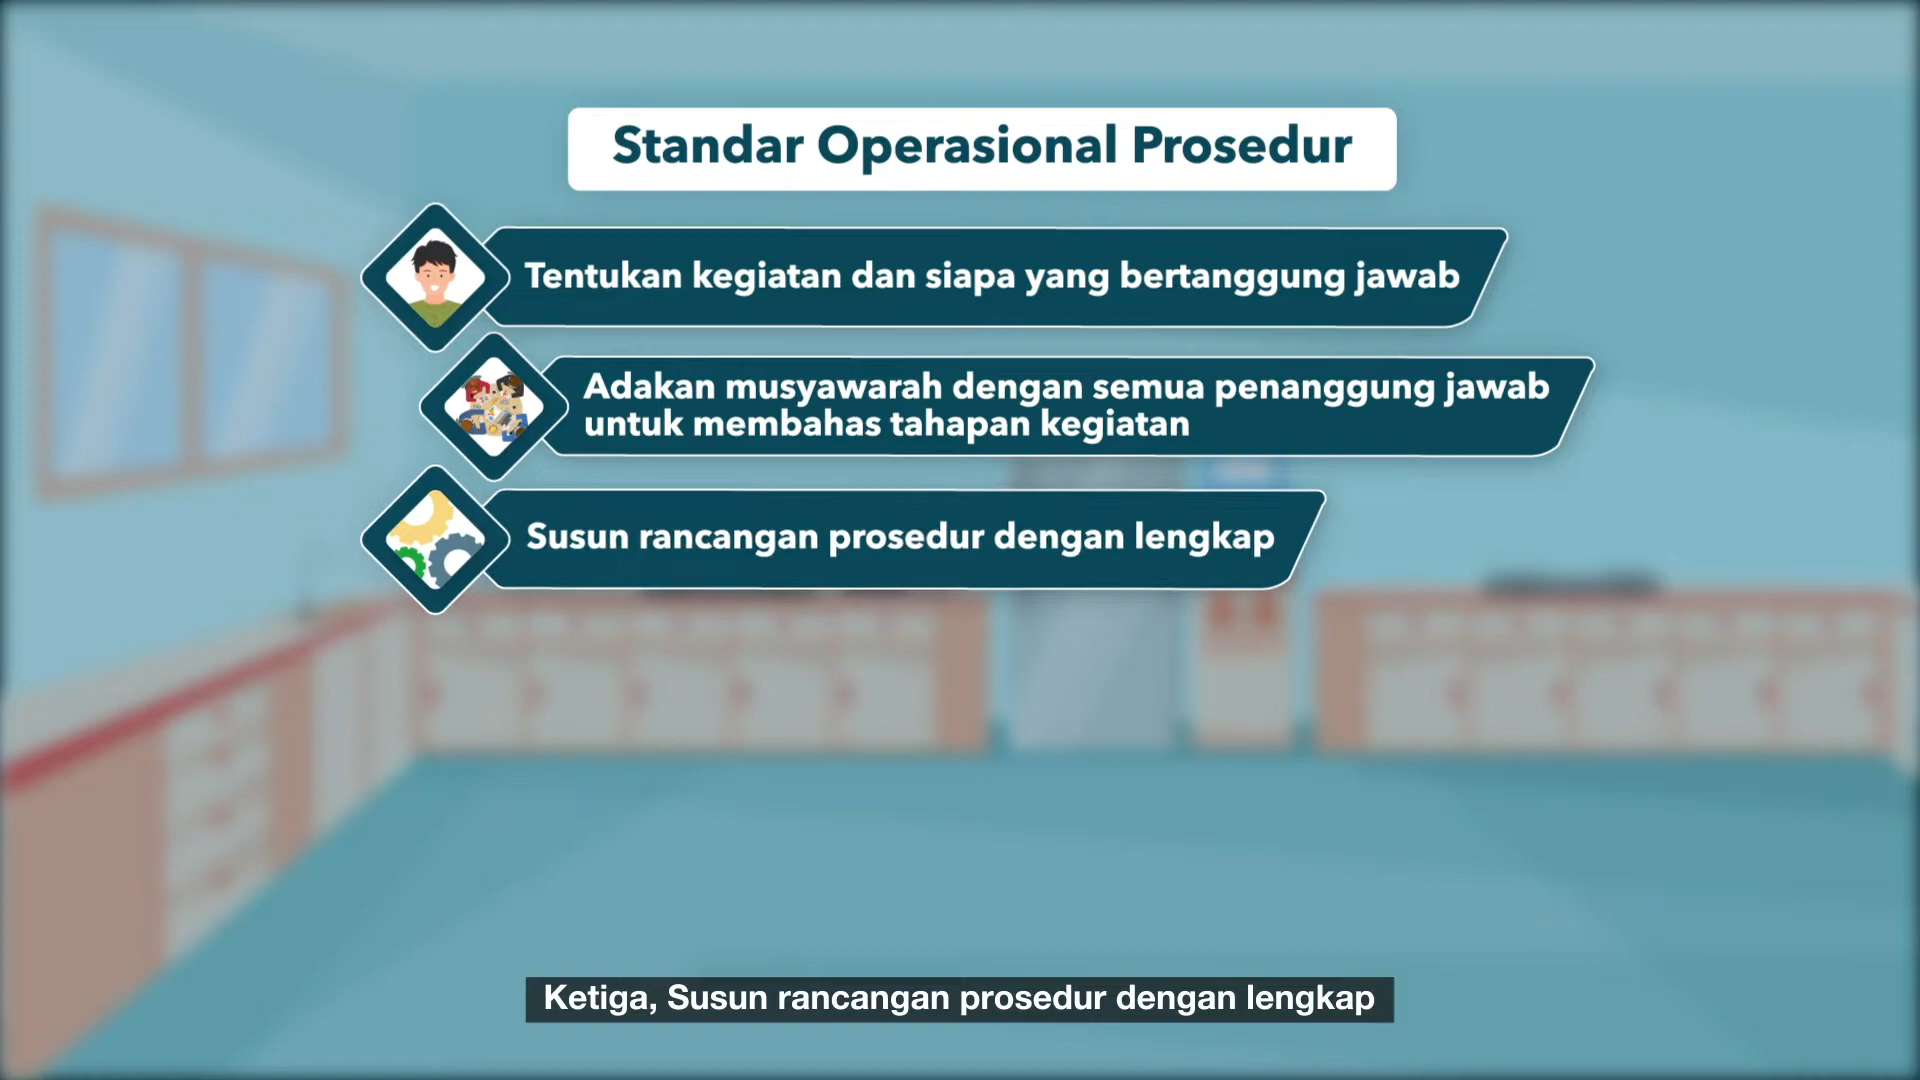 Standar Operasional Prosedur
Tentukan kegiatan dan siapa yang bertanggung jawab
Adakan musyawarah dengan semua penanggung jawab
untuk membahas tahapan kegiatan
Susun rancangan prosedur dengan lengkap
Ketiga, Susun rancangan prosedur dengan lengkap